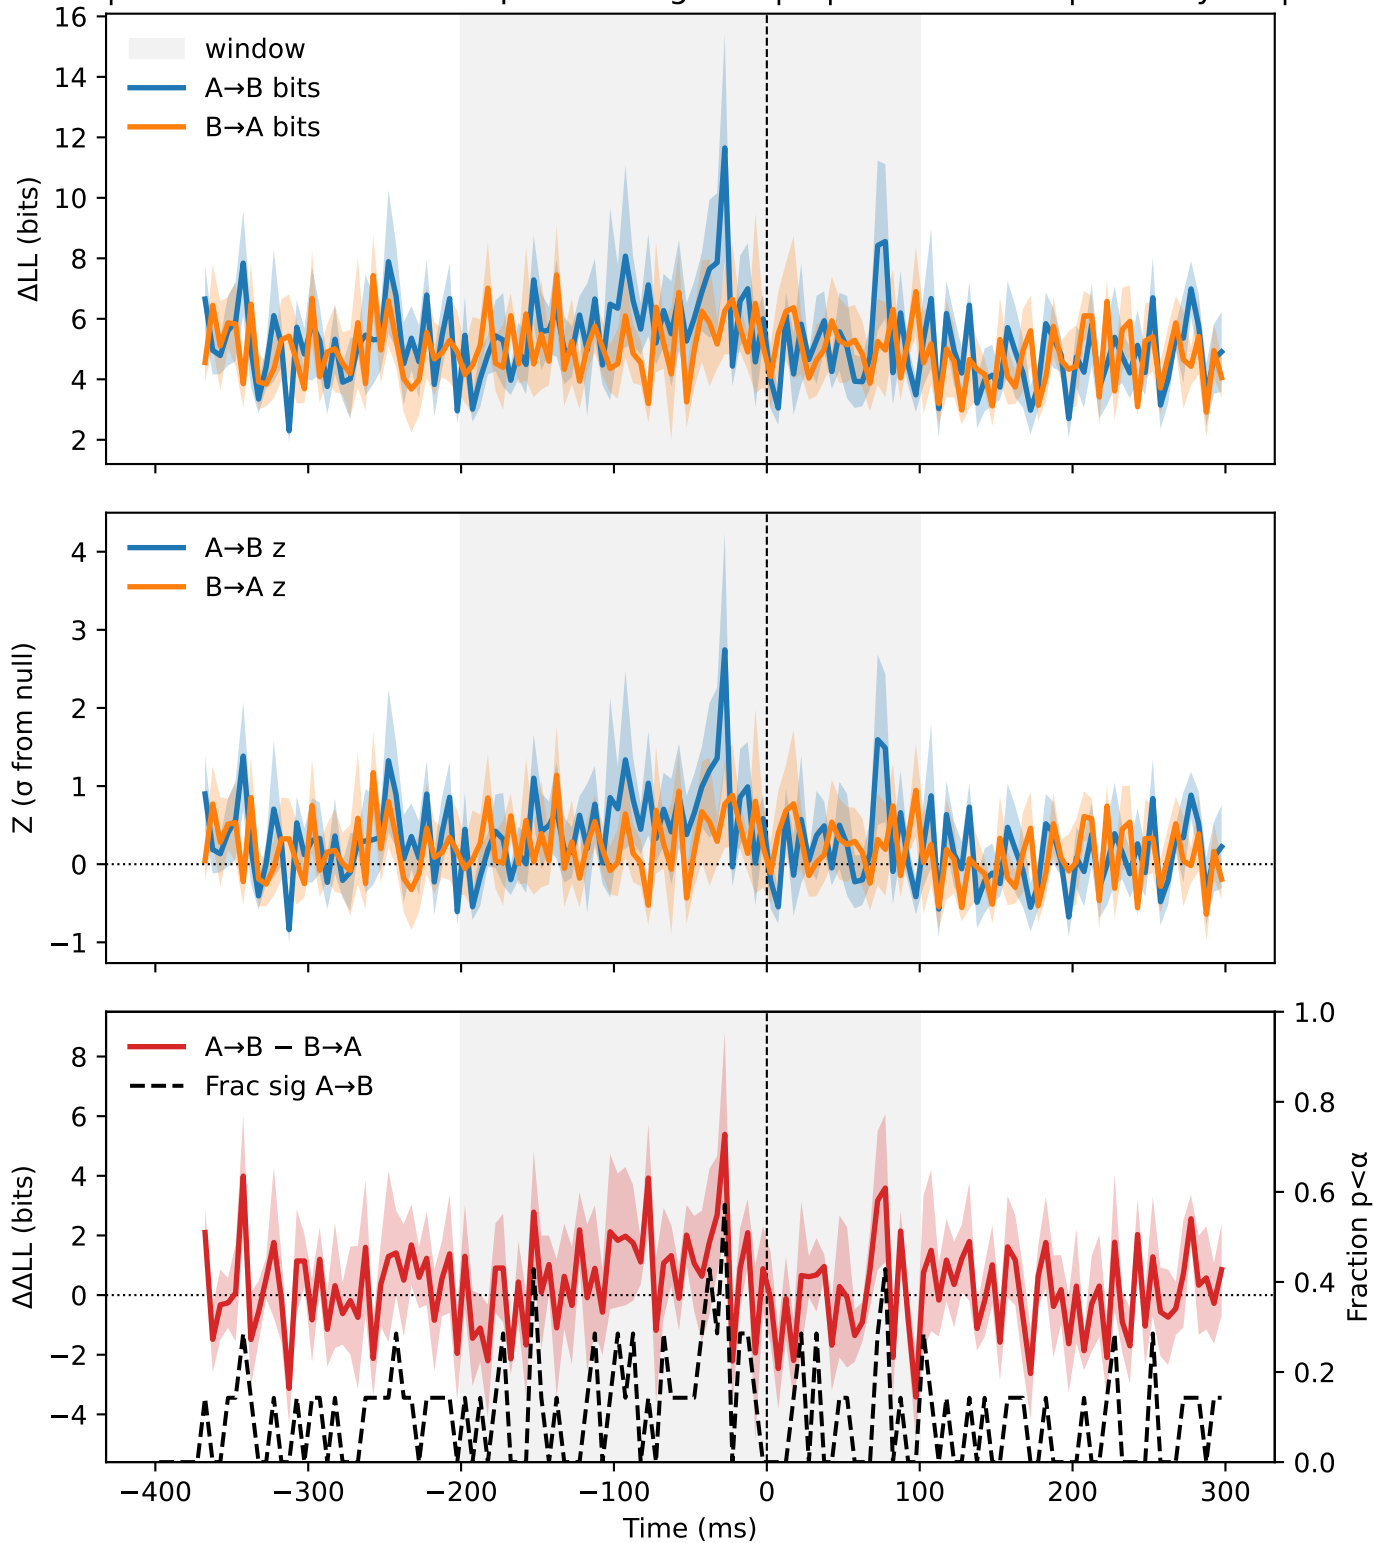 16
14
12
10
8
6
4
2
ΔLL (bits)
window
A→B bits
B→A bits
4
3
2
1
0
−1
Z (σ from null)
A→B z
B→A z
8
6
4
2
0
−2
−4
ΔΔLL (bits)
A→B − B→A
Frac sig A→B
1.0
0.8
0.6
0.4
0.2
0.0
Fraction p<α
−400 −300 −200 −100 0 100 200 300
Time (ms)